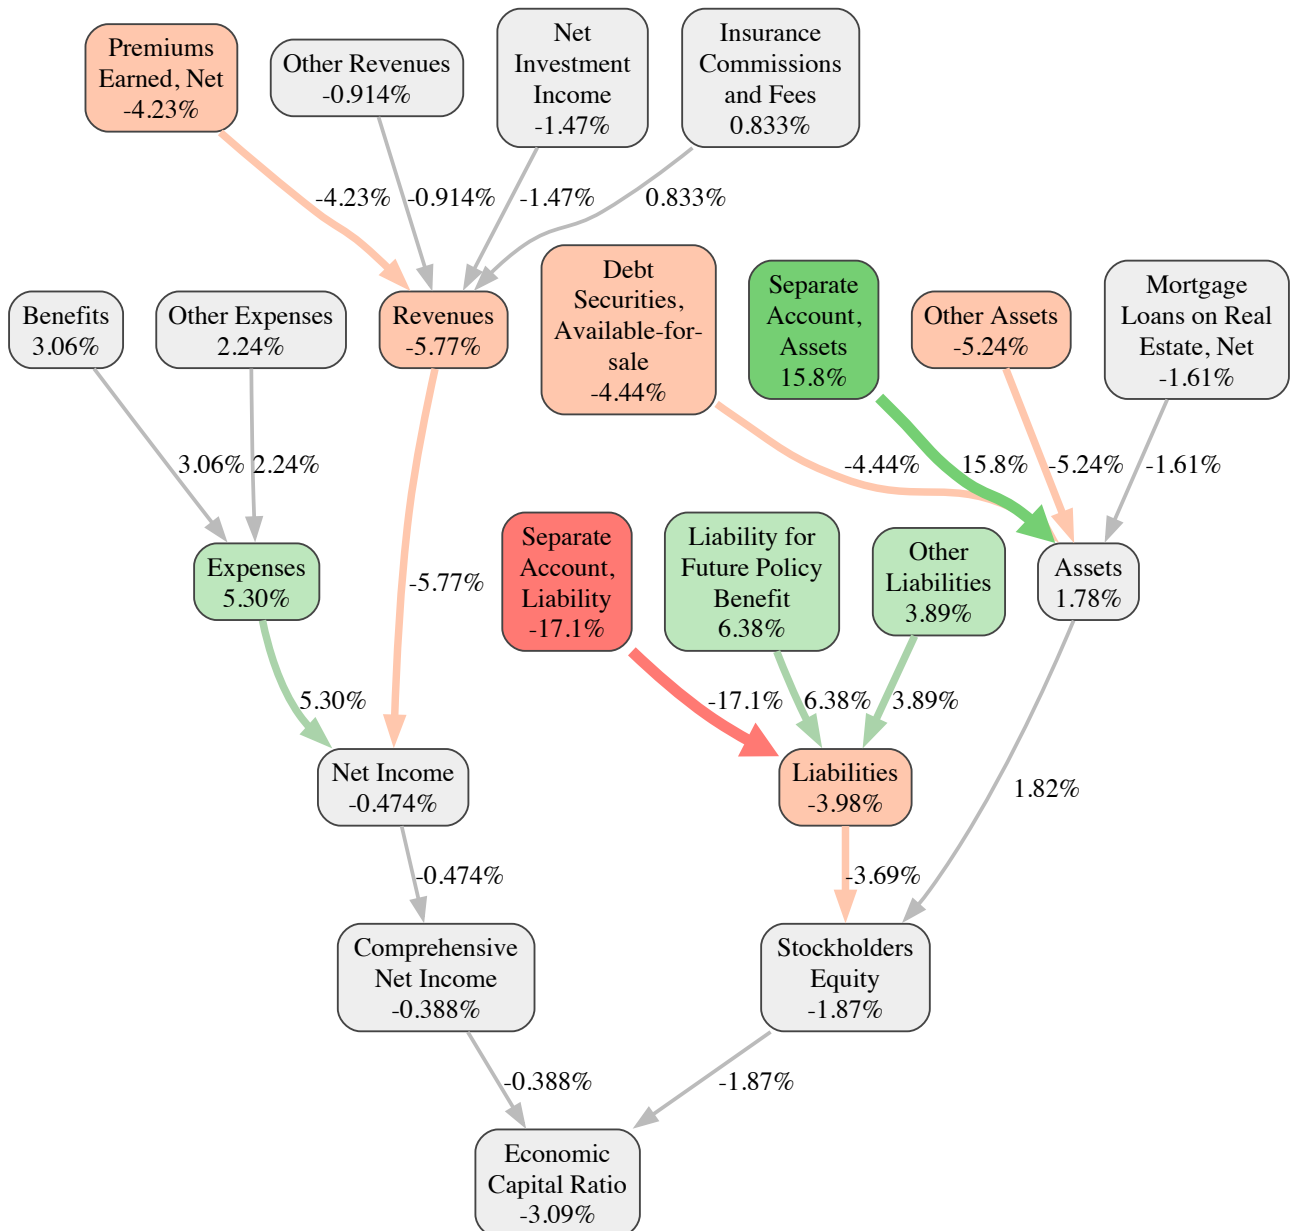 Premiums
Earned, Net
-4.23%
Other Revenues
-0.914%
Net
Investment
Income
-1.47%
Insurance
Commissions
and Fees
0.833%
-4.23%
-0.914%
-1.47%
0.833%
Benefits
3.06%
Other Expenses
2.24%
Revenues
-5.77%
Debt
Securities,
Available-for-
sale
-4.44%
Separate
Account,
Assets
15.8%
Other Assets
-5.24%
Mortgage
Loans on Real
Estate, Net
-1.61%
3.06%
2.24%
-4.44%
15.8%
-5.24%
-1.61%
Expenses
5.30%
-5.77%
Separate
Account,
Liability
-17.1%
Liability for
Future Policy
Benefit
6.38%
Other
Liabilities
3.89%
Assets
1.78%
5.30%
-17.1%
6.38%
3.89%
Net Income
-0.474%
Liabilities
-3.98%
1.82%
-0.474%
-3.69%
Comprehensive
Net Income
-0.388%
Stockholders
Equity
-1.87%
-0.388%
-1.87%
Economic
Capital Ratio
-3.09%